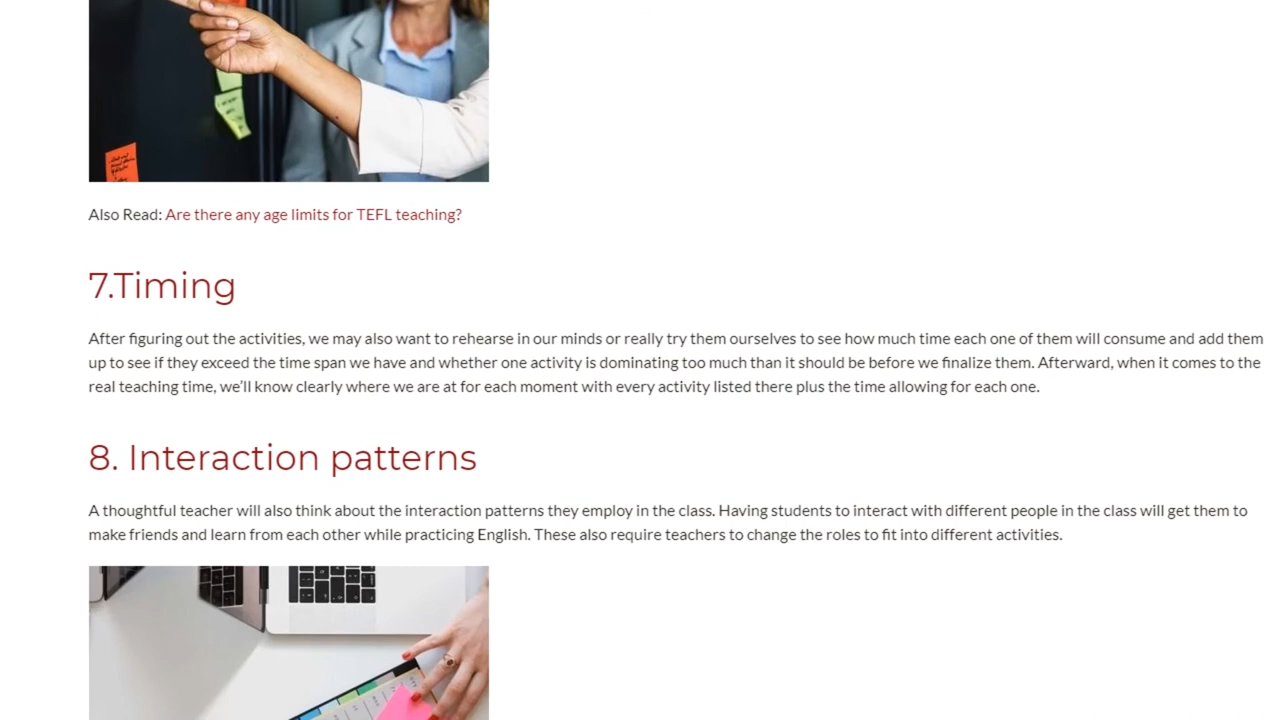 Also Read: Are there any age limits for TEFL teaching?
7.Timing
After figuring out the activities, we may also want to rehearse in our minds or really try them ourselves to see how much time each one of them will consume and add them
up to see if they exceed the time span we have and whether one activity is dominating too much than it should be before we finalize them. Afterward, when it comes to the
real teaching time, we’ll know clearly where we are at for each moment with every activity listed there plus the time allowing for each one.
8. Interaction patterns
A thoughtful teacher will also think about the interaction patterns they employ in the class. Having students to interact with different people in the class will get them to
make friends and learn from each other while practicing English. These also require teachers to change the roles to fit into different activities.